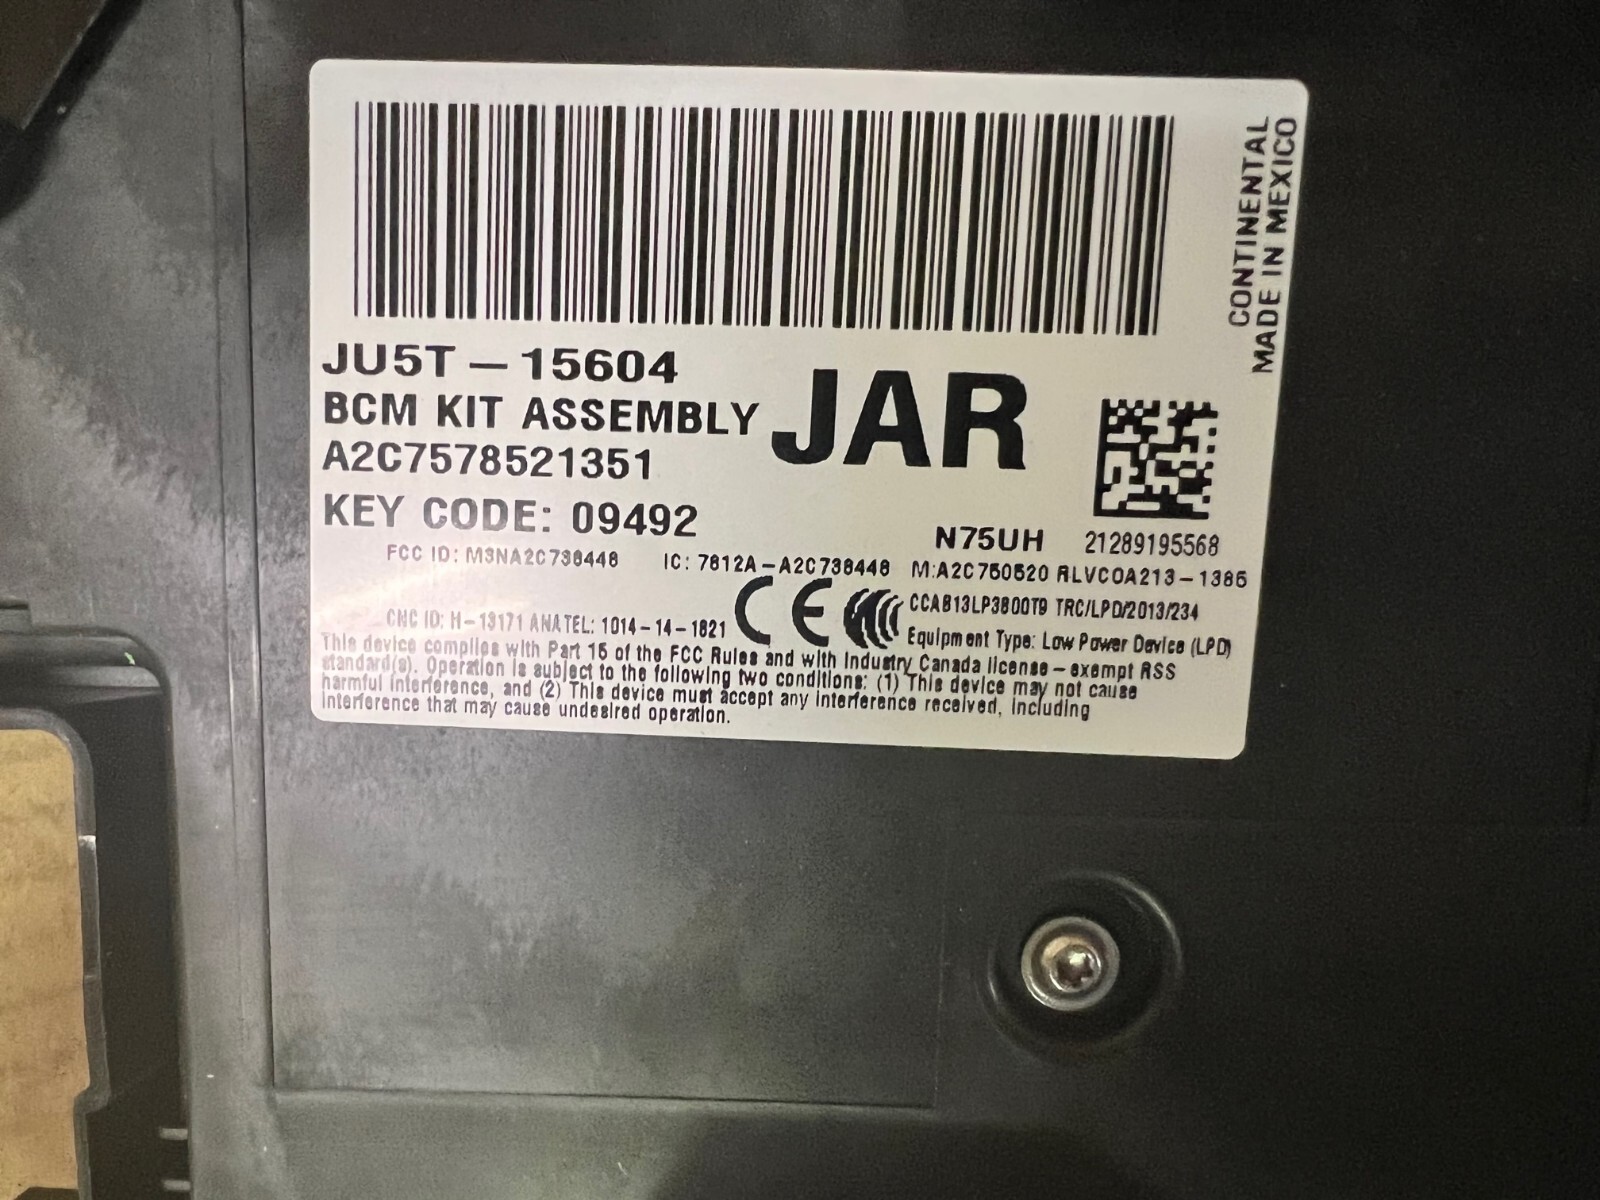 CONTINENTAL
MADE IN MEXICO
JU5T – 15604
BCM KIT ASSEMBLY
JAR
A2C7578521351
KEY CODE: 09492
N75UH 21289195568
FCC ID: M3NA2C738448 IC: 7812A–A2C738448 M:A2C750520 RLVCOA213–1385
CNC ID: H–13171 ANATEL: 1014–14–1821 CE CCAB13LP3800T9 TRC/LPD/2013/234
Equipment Type: Low Power Device (LPD)
This device complies with Part 15 of the FCC Rules and with Industry Canada license – exempt RSS
standard(s). Operation is subject to the following two conditions: (1) This device may not cause
harmful interference, and (2) This device must accept any interference received, including
interference that may cause undesired operation.